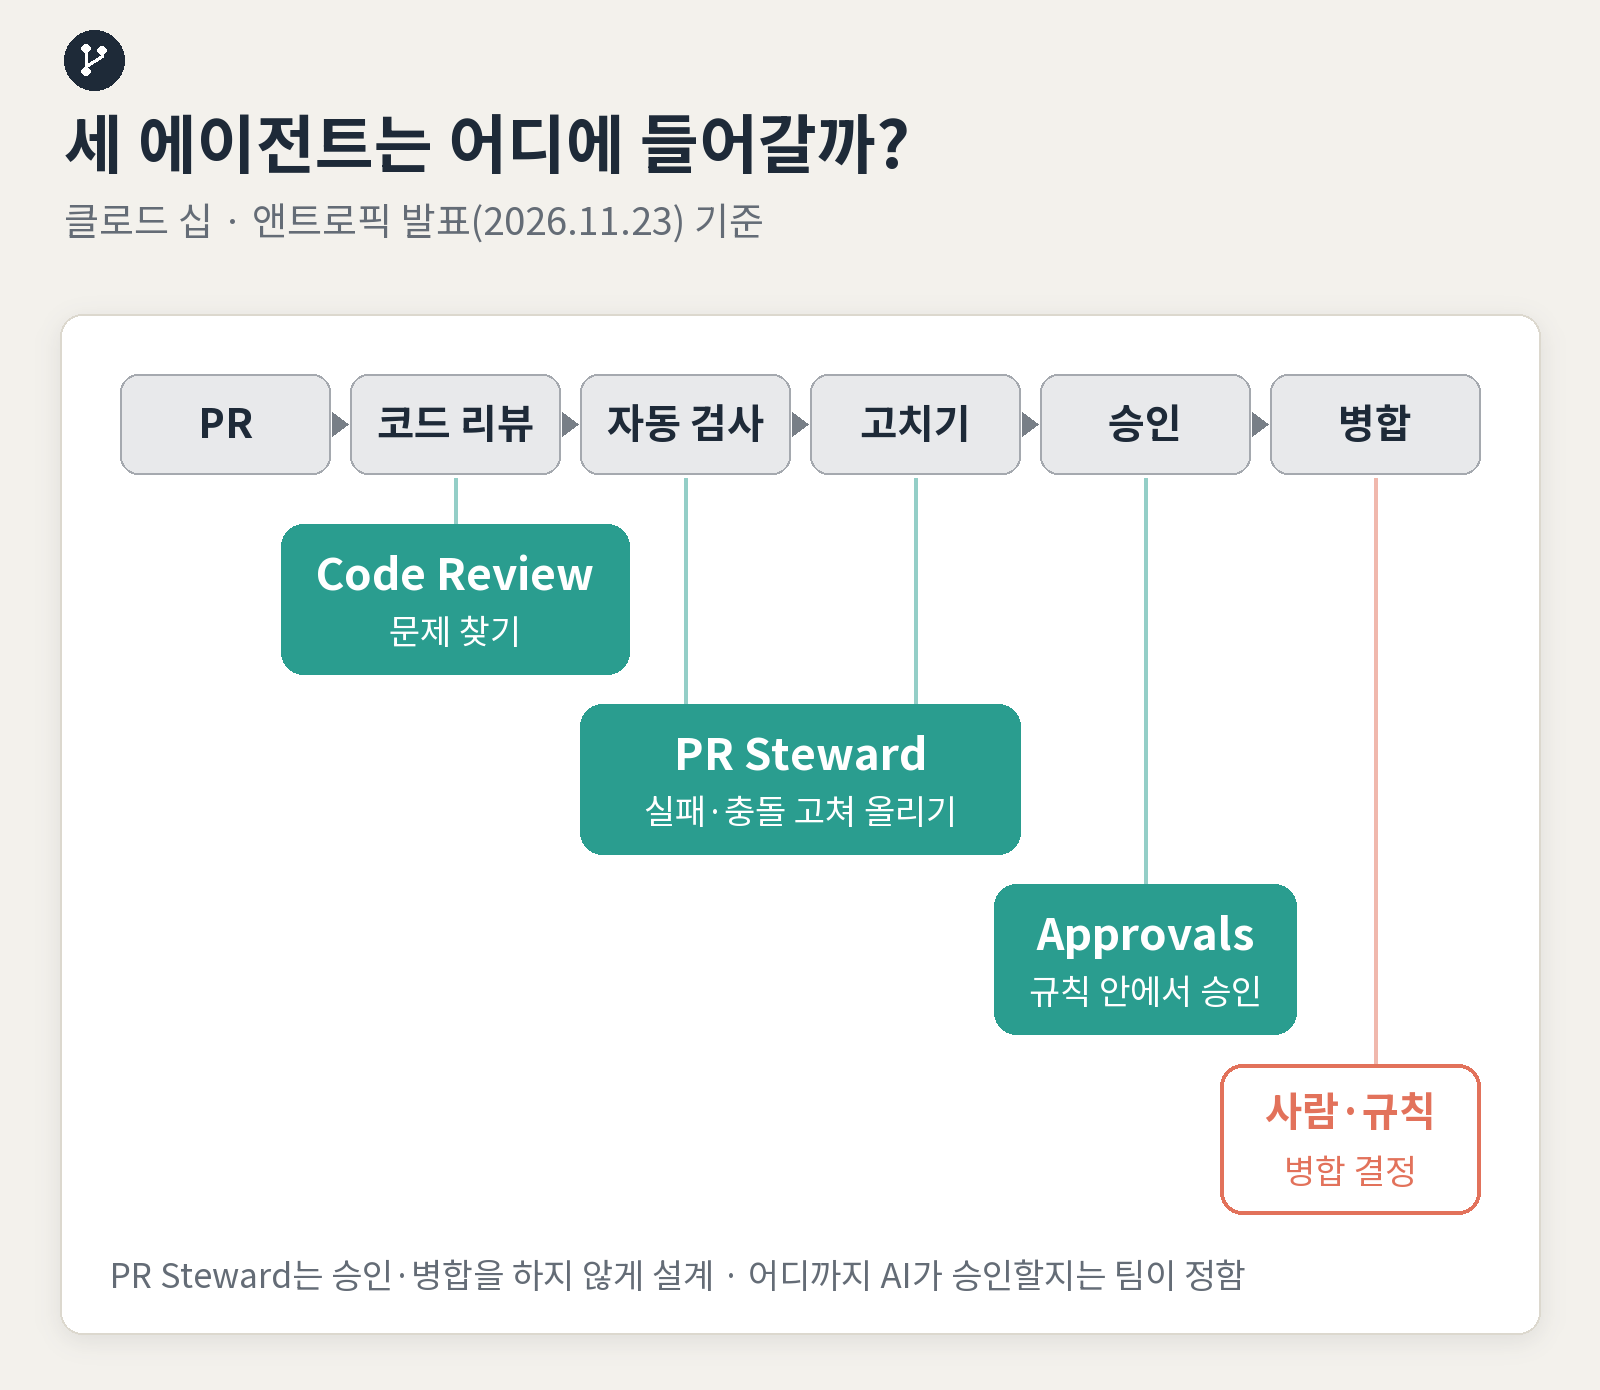 세 에이전트는 어디에 들어갈까?
클로드 십 · 앤트로픽 발표(2026.11.23) 기준
PR
코드 리뷰
자동 검사
고치기
승인
병합
Code Review
문제 찾기
PR Steward
실패·충돌 고쳐 올리기
Approvals
규칙 안에서 승인
사람·규칙
병합 결정
PR Steward는 승인·병합을 하지 않게 설계 · 어디까지 AI가 승인할지는 팀이 정함